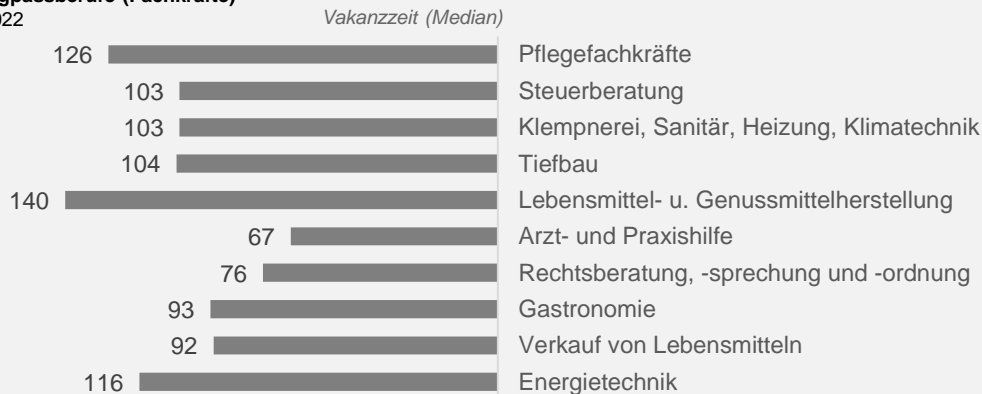 Vakanzzeit (Median)
126 Pflegefachkräfte
103 Steuerberatung
103 Klempnerei, Sanitär, Heizung, Klimatechnik
104 Tiefbau
140 Lebensmittel- u. Genussmittelherstellung
67 Arzt- und Praxishilfe
76 Rechtsberatung, -sprechung und -ordnung
93 Gastronomie
92 Verkauf von Lebensmitteln
116 Energietechnik